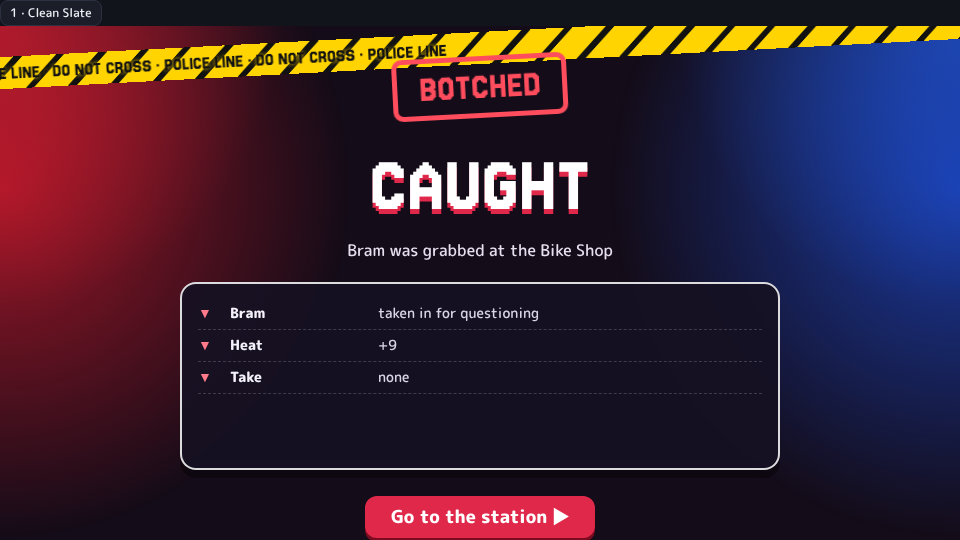 1 · Clean Slate
E LINE · DO NOT CROSS · POLICE LINE · DO NOT CROSS · POLICE LINE
BOTCHED
CAUGHT
Bram was grabbed at the Bike Shop
▼ Bram taken in for questioning
▼ Heat +9
▼ Take none
Go to the station ▶